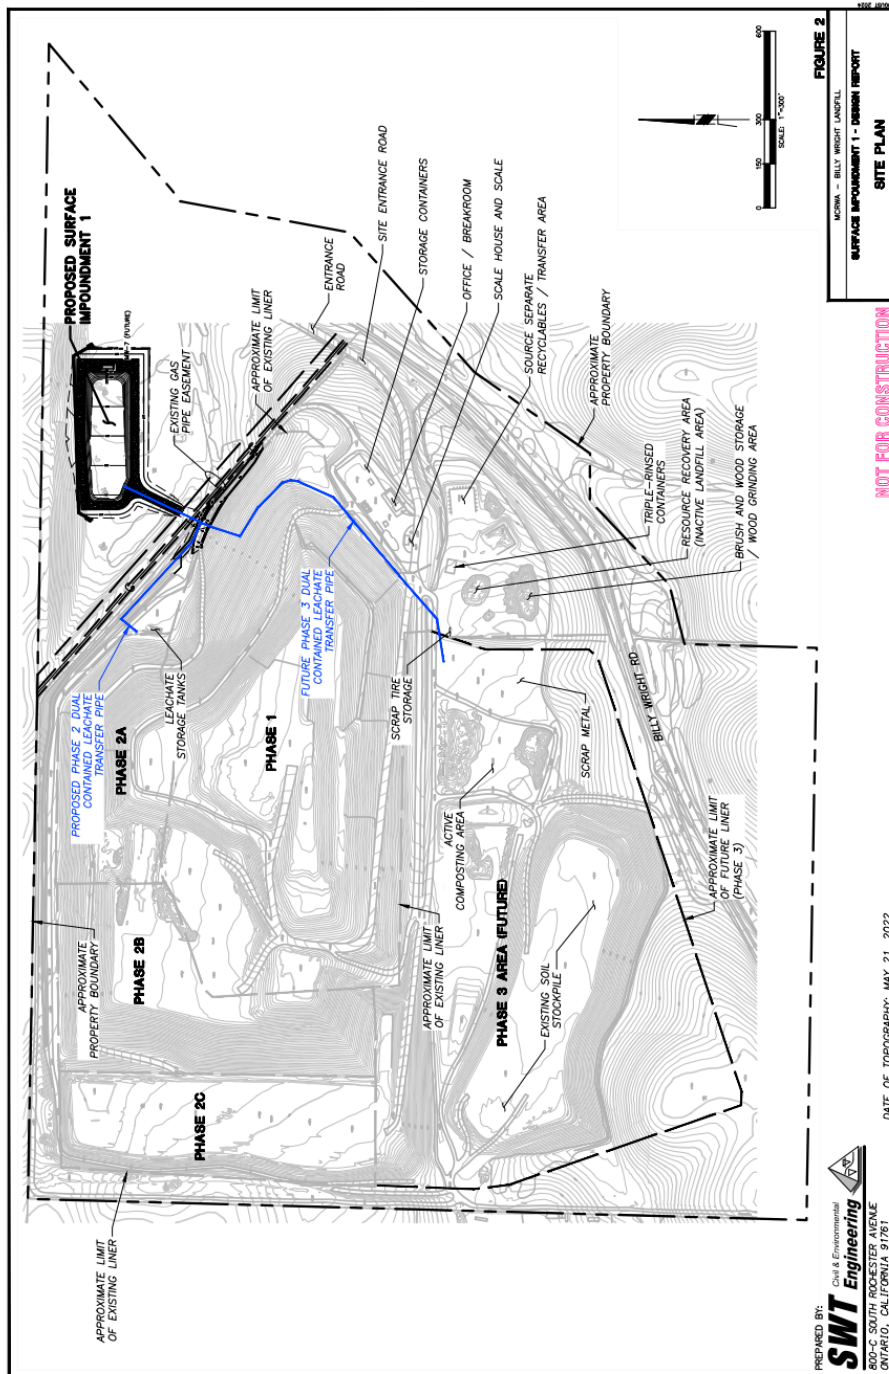 PROPOSED SURFACE
IMPOUNDMENT 1
(FUTURE)
EXISTING GAS
PIPE EASEMENT
APPROXIMATE LIMIT
OF EXISTING LINER
ENTRANCE
ROAD
SITE ENTRANCE ROAD
STORAGE CONTAINERS
OFFICE / BREAKROOM
SCALE HOUSE AND SCALE
SOURCE SEPARATE
RECYCLABLES / TRANSFER AREA
APPROXIMATE
PROPERTY BOUNDARY
TRIPLE-RINSED
CONTAINERS
RESOURCE RECOVERY AREA
(INACTIVE LANDFILL AREA)
BRUSH AND WOOD STORAGE
/ WOOD GRINDING AREA
PROPOSED PHASE 2 DUAL
CONTAINED LEACHATE
TRANSFER PIPE
LEACHATE
STORAGE TANKS
FUTURE PHASE 3 DUAL
CONTAINED LEACHATE
TRANSFER PIPE
PHASE 2A
PHASE 1
SCRAP TIRE
STORAGE
SCRAP METAL
BILLY WRIGHT RD
ACTIVE
COMPOSTING AREA
APPROXIMATE LIMIT
OF FUTURE LINER
(PHASE 3)
APPROXIMATE
PROPERTY BOUNDARY
PHASE 2B
APPROXIMATE LIMIT
OF EXISTING LINER
PHASE 3 AREA (FUTURE)
EXISTING SOIL
STOCKPILE
PHASE 2C
APPROXIMATE LIMIT
OF EXISTING LINER
0 150 300 600
SCALE: 1"=300'
FIGURE 2
MCRWA - BILLY WRIGHT LANDFILL
SURFACE IMPOUNDMENT 1 - DESIGN REPORT
SITE PLAN
NOT FOR CONSTRUCTION
DATE OF TOPOGRAPHY: MAY 21, 2022
PREPARED BY:
SWT Civil & Environmental
Engineering
800-C SOUTH ROCHESTER AVENUE
ONTARIO, CALIFORNIA 91761